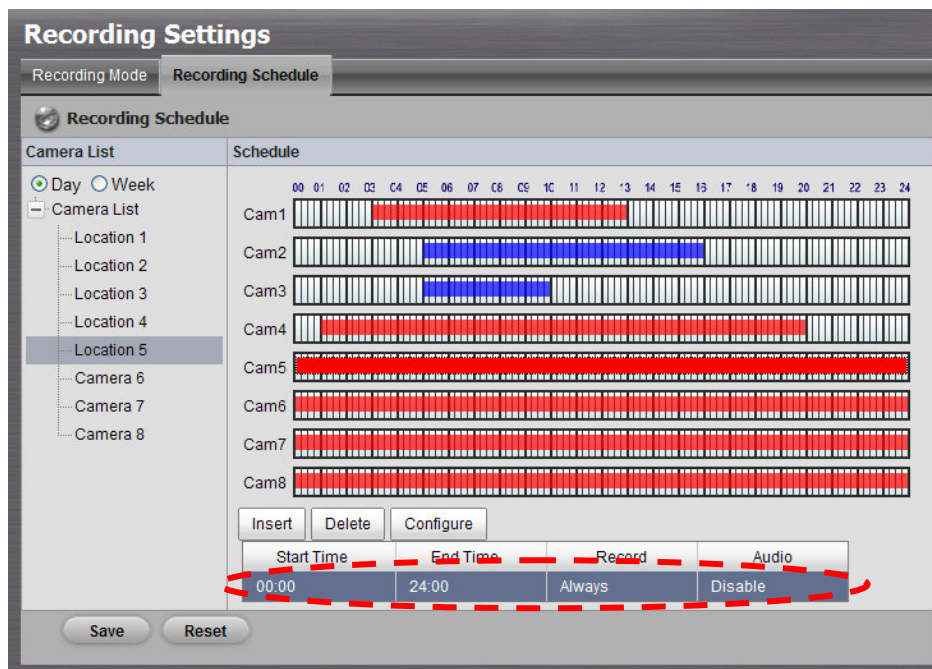 Recording Settings
Recording Mode Recording Schedule
Recording Schedule
Camera List Schedule
Day Week
Camera List
Location 1
Location 2
Location 3
Location 4
Location 5
Camera 6
Camera 7
Camera 8
00 01 02 03 04 05 06 07 08 09 10 11 12 13 14 15 16 17 18 19 20 21 22 23 24
Cam1
Cam2
Cam3
Cam4
Cam5
Cam6
Cam7
Cam8
Insert Delete Configure
Start Time End Time Record Audio
00:00 24:00 Always Disable
Save Reset